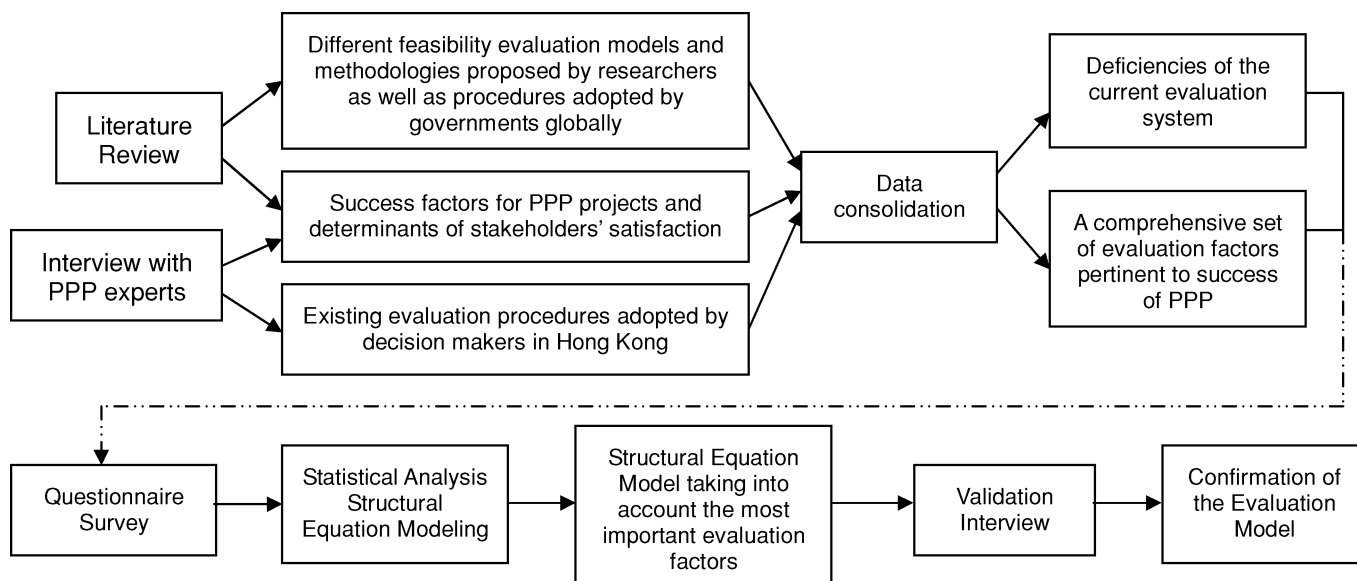 Literature
Review
Interview with
PPP experts
Different feasibility evaluation models and
methodologies proposed by researchers
as well as procedures adopted by
governments globally
Success factors for PPP projects and
determinants of stakeholders’ satisfaction
Existing evaluation procedures adopted by
decision makers in Hong Kong
Data
consolidation
Deficiencies of the
current evaluation
system
A comprehensive set
of evaluation factors
pertinent to success
of PPP
Questionnaire
Survey
Statistical Analysis
Structural
Equation Modeling
Structural Equation
Model taking into
account the most
important evaluation
factors
Validation
Interview
Confirmation of
the Evaluation
Model